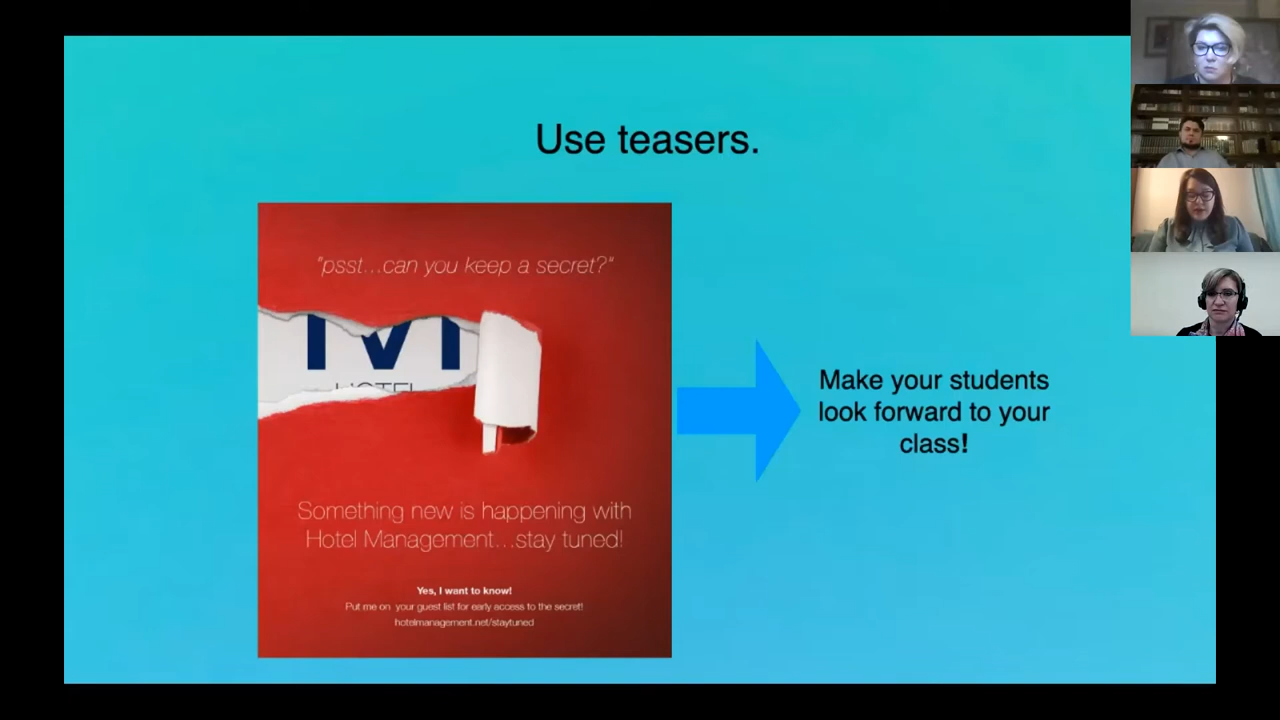 Use teasers.
"psst...can you keep a secret?"
HOTEL
Something new is happening with
Hotel Management...stay tuned!
Yes, I want to know!
Put me on your guest list for early access to the secret!
hotelmanagement.net/staytuned
Make your students
look forward to your
class!